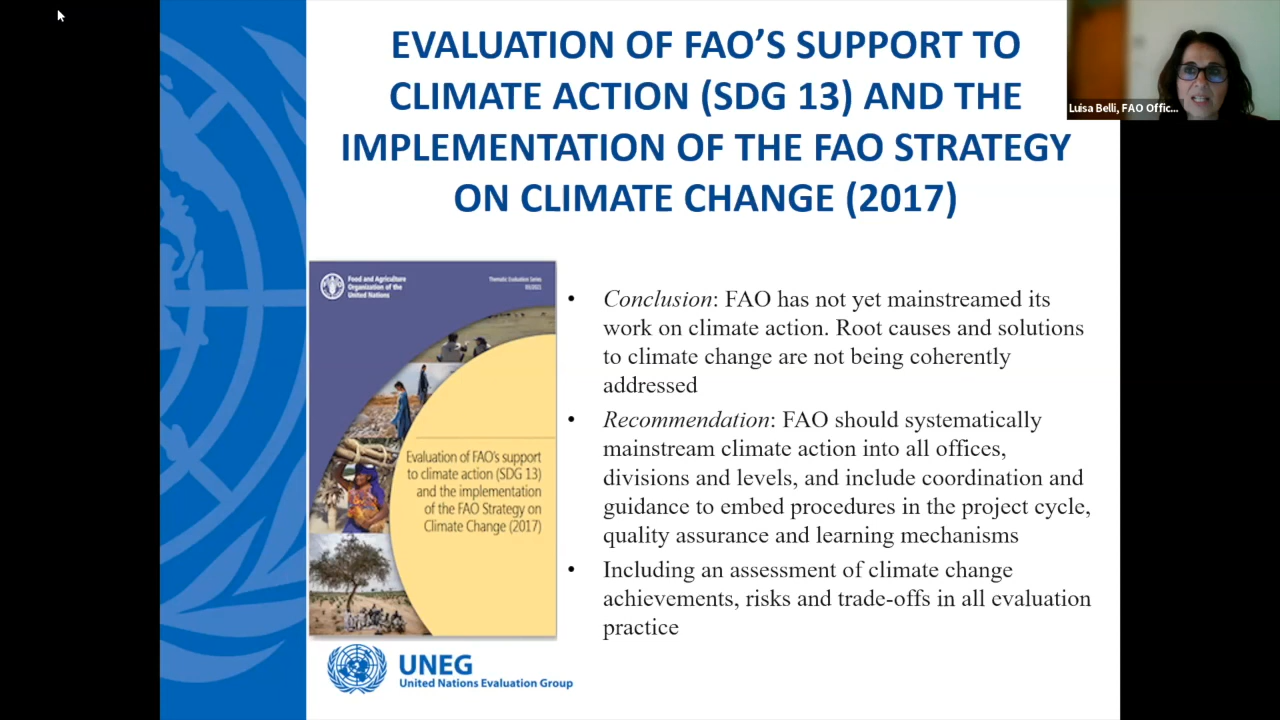 EVALUATION OF FAO'S SUPPORT TO
CLIMATE ACTION (SDG 13) AND THE
IMPLEMENTATION OF THE FAO STRATEGY
ON CLIMATE CHANGE (2017)
Luisa Belli, FAO Offic...
Food and Agriculture
Organization of the
United Nations
Thematic Evaluation Series
03/2021
Evaluation of FAO's support
to climate action (SDG 13)
and the implementation
of the FAO Strategy on
Climate Change (2017)
• Conclusion: FAO has not yet mainstreamed its
work on climate action. Root causes and solutions
to climate change are not being coherently
addressed
• Recommendation: FAO should systematically
mainstream climate action into all offices,
divisions and levels, and include coordination and
guidance to embed procedures in the project cycle,
quality assurance and learning mechanisms
• Including an assessment of climate change
achievements, risks and trade-offs in all evaluation
practice
UNEG
United Nations Evaluation Group